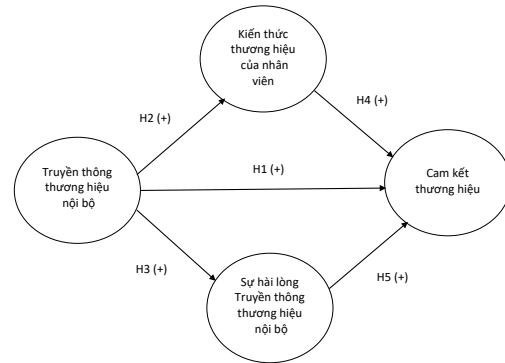 Kiến thức
thương hiệu
của nhân
viên
H2 (+)
H4 (+)
Truyền thông
thương hiệu
nội bộ
H1 (+)
Cam kết
thương hiệu
H3 (+)
H5 (+)
Sự hài lòng
Truyền thông
thương hiệu
nội bộ